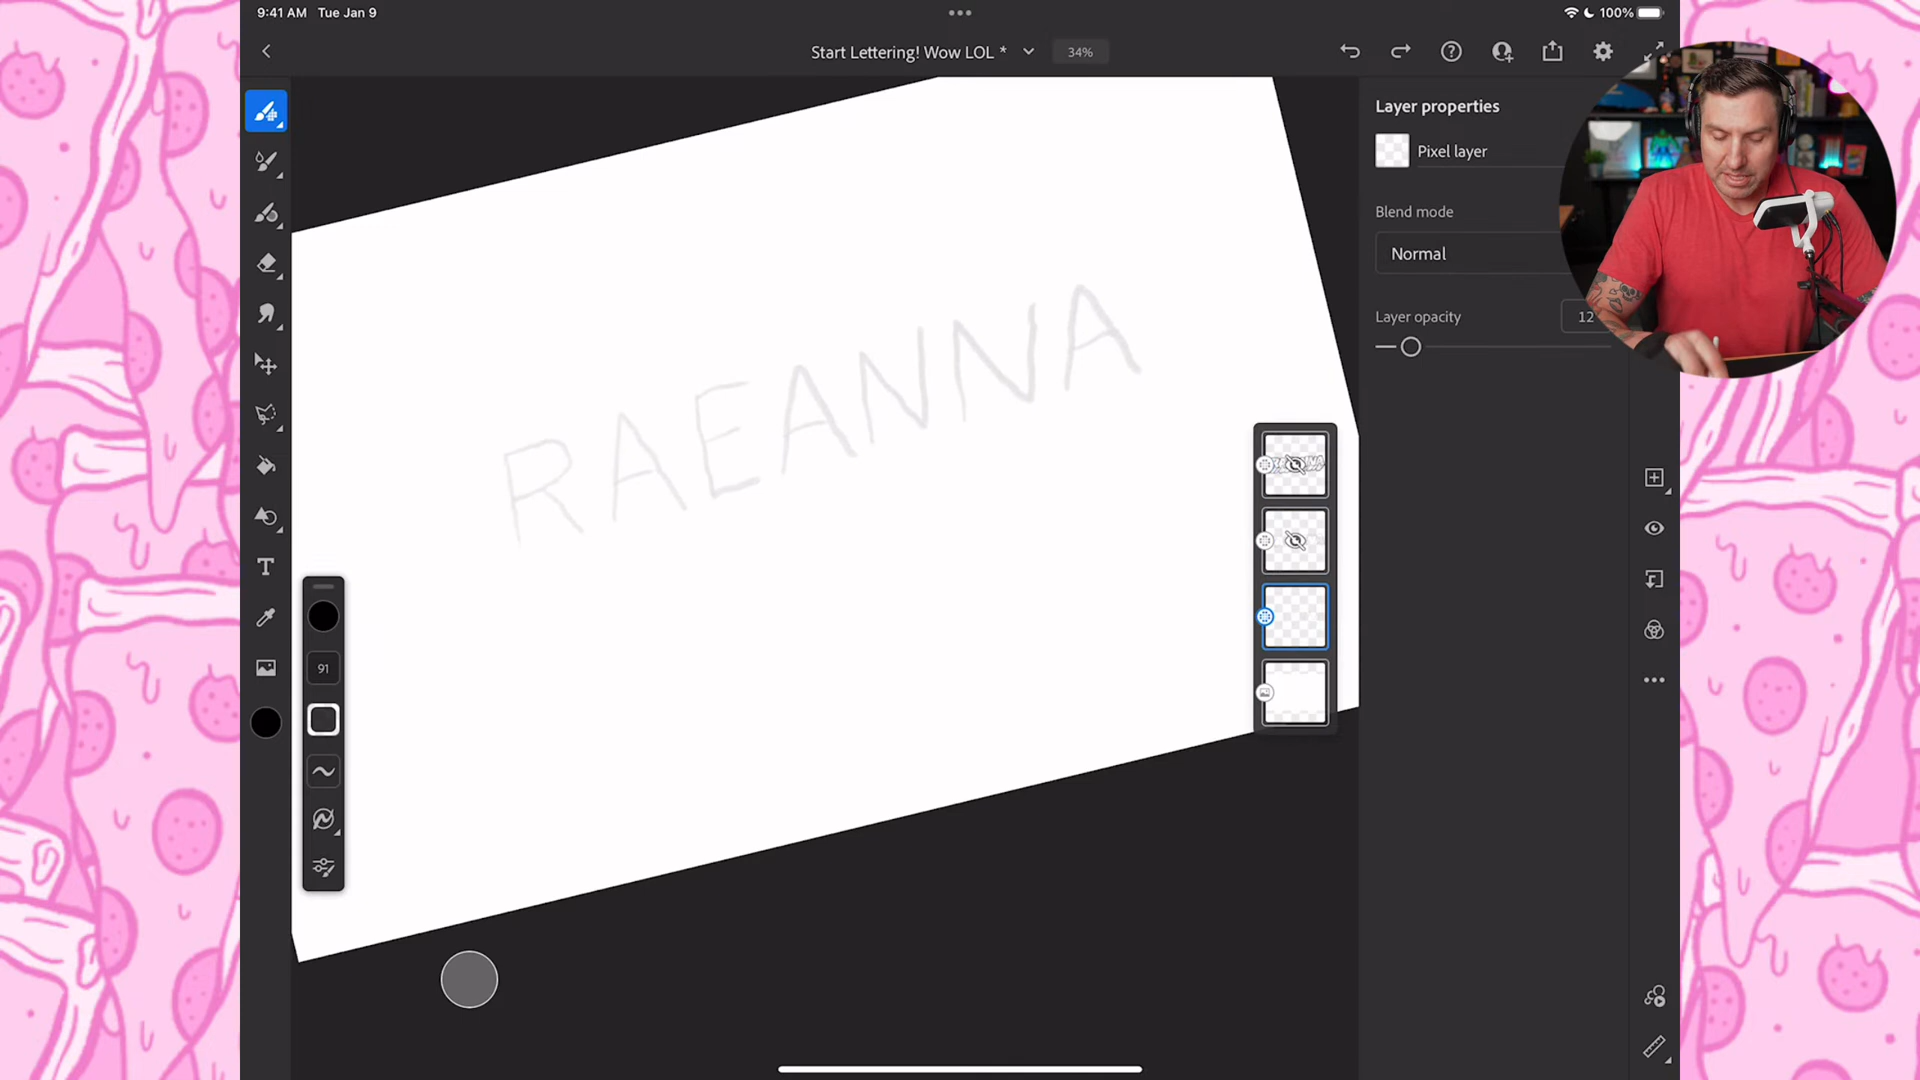 9:41 AM Tue Jan 9
100%
Start Lettering! Wow LOL *
34%
Layer properties
Pixel layer
Blend mode
Normal
Layer opacity
12
RAEANNA
91